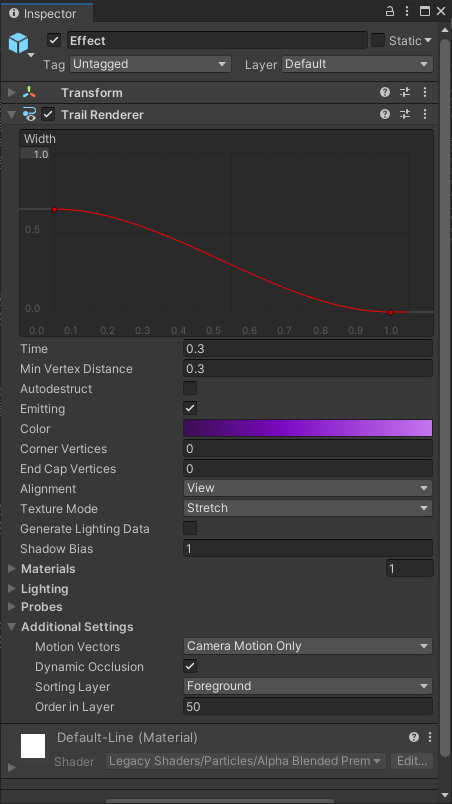 Inspector
Effect
Static
Tag Untagged Layer Default
Transform
Trail Renderer
Width
1.0
0.5
0.0
0.0 0.1 0.2 0.3 0.4 0.5 0.6 0.7 0.8 0.9 1.0
Time 0.3
Min Vertex Distance 0.3
Autodestruct
Emitting
Color
Corner Vertices 0
End Cap Vertices 0
Alignment View
Texture Mode Stretch
Generate Lighting Data
Shadow Bias 1
Materials 1
Lighting
Probes
Additional Settings
Motion Vectors Camera Motion Only
Dynamic Occlusion
Sorting Layer Foreground
Order in Layer 50
Default-Line (Material)
Shader Legacy Shaders/Particles/Alpha Blended Prem Edit...